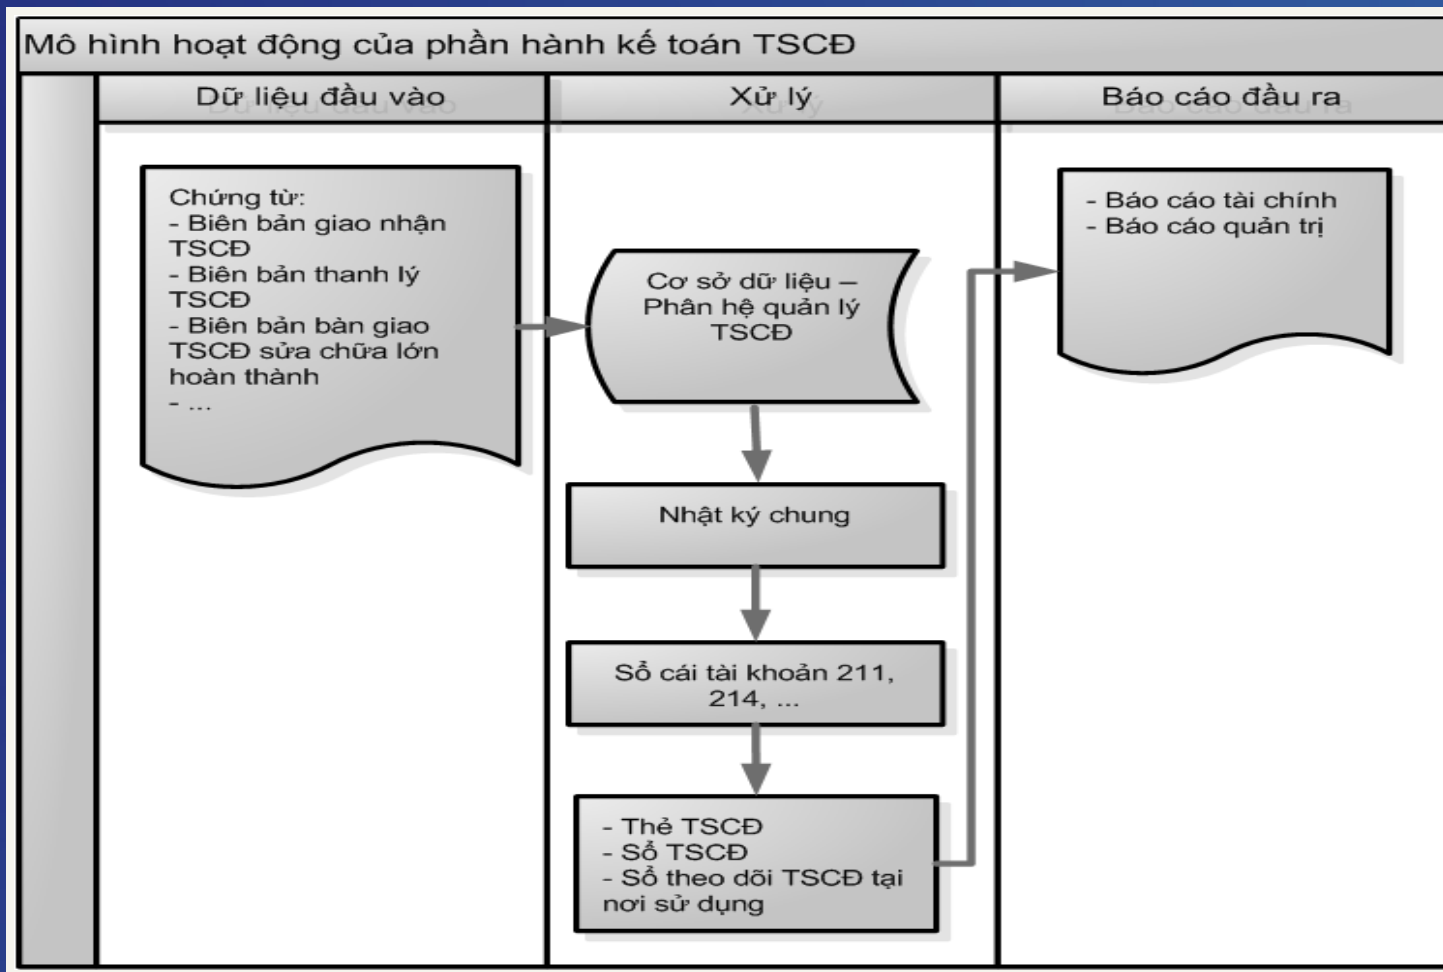 Mô hình hoạt động của phần hành kế toán TSCĐ
Dữ liệu đầu vào
Xử lý
Báo cáo đầu ra
Chứng từ:
- Biên bản giao nhận
TSCĐ
- Biên bản thanh lý
TSCĐ
- Biên bản bàn giao
TSCĐ sửa chữa lớn
hoàn thành
- ...
Cơ sở dữ liệu –
Phân hệ quản lý
TSCĐ
Nhật ký chung
Sổ cái tài khoản 211,
214, ...
- Thẻ TSCĐ
- Sổ TSCĐ
- Sổ theo dõi TSCĐ tại
nơi sử dụng
- Báo cáo tài chính
- Báo cáo quản trị